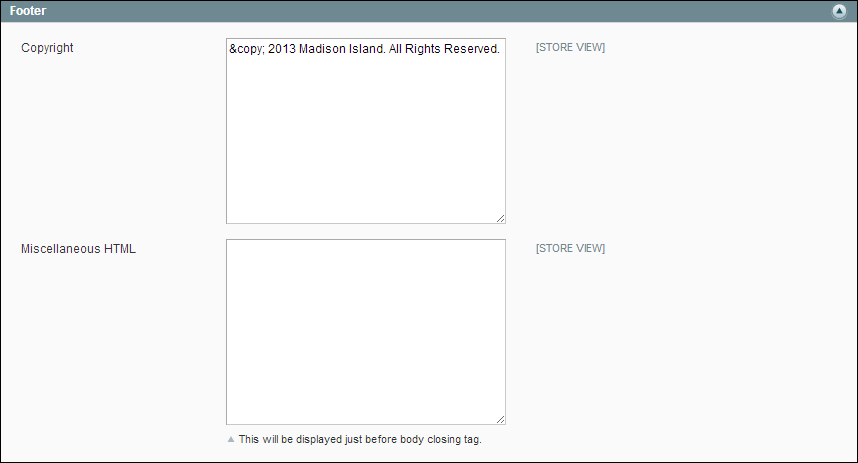 Footer
Copyright
&copy; 2013 Madison Island. All Rights Reserved.
[STORE VIEW]
Miscellaneous HTML
[STORE VIEW]
This will be displayed just before body closing tag.